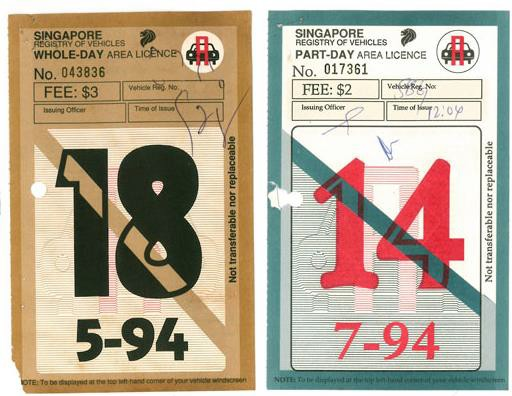 SINGAPORE
REGISTRY OF VEHICLES
WHOLE-DAY AREA LICENCE
No. 043836
FEE: $3
Vehicle Reg. No.
Issuing Officer
Time of Issue
18
5-94
Not transferable nor replaceable
NOTE: To be displayed at the top left-hand corner of your vehicle windscreen
SINGAPORE
REGISTRY OF VEHICLES
PART-DAY AREA LICENCE
No. 017361
FEE: $2
Vehicle Reg. No.
Issuing Officer
Time of Issue 12:04
14
7-94
Not transferable nor replaceable
NOTE: To be displayed at the top left-hand corner of your vehicle windscreen